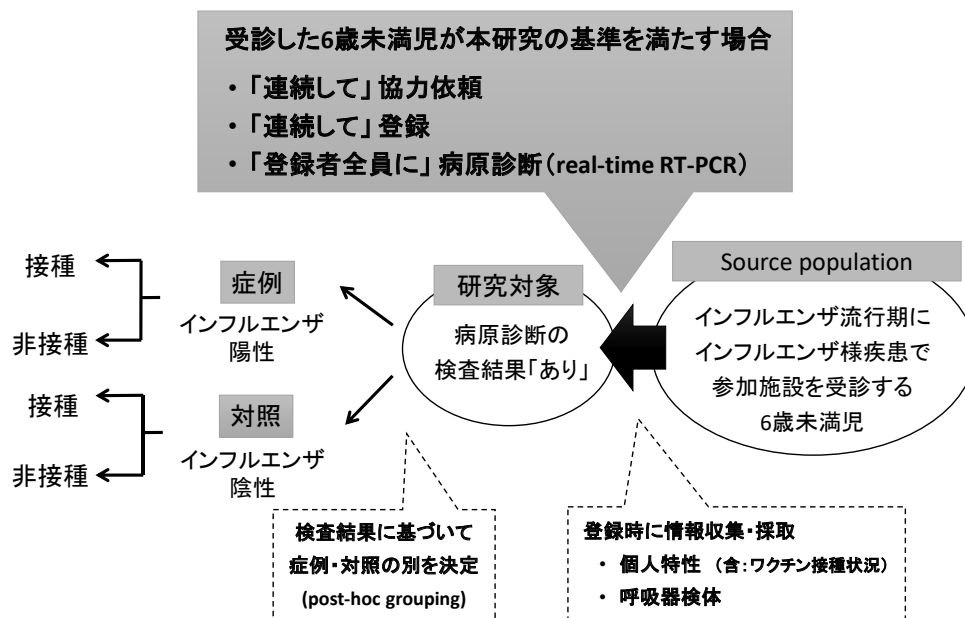 受診した6歳未満児が本研究の基準を満たす場合
・「連続して」協力依頼
・「連続して」登録
・「登録者全員に」病原診断(real-time RT-PCR)
Source population
インフルエンザ流行期に
インフルエンザ様疾患で
参加施設を受診する
6歳未満児
研究対象
病原診断の
検査結果「あり」
症例
インフルエンザ
陽性
接種
非接種
対照
インフルエンザ
陰性
接種
非接種
検査結果に基づいて
症例・対照の別を決定
(post-hoc grouping)
登録時に情報収集・採取
・ 個人特性 (含:ワクチン接種状況)
・ 呼吸器検体